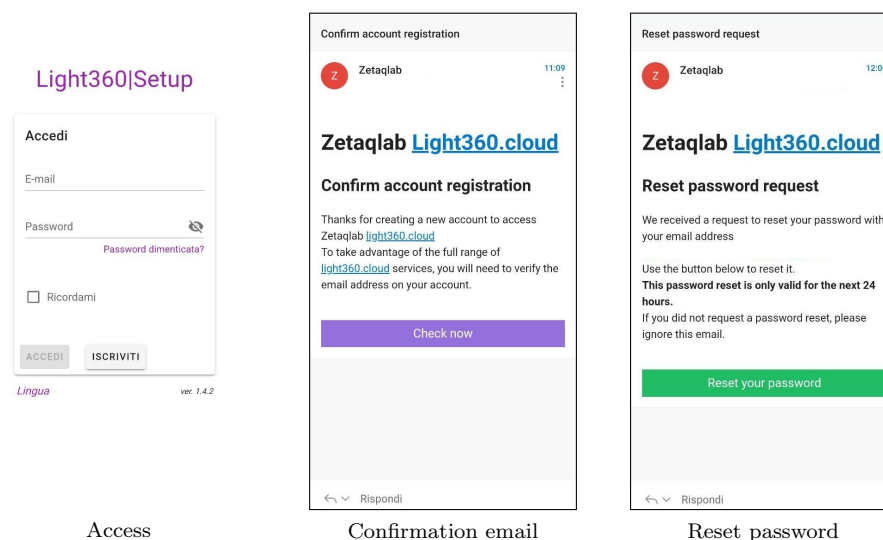 Light360|Setup
Accedi
E-mail
Password
Password dimenticata?
Ricordami
ACCEDI ISCRIVITI
Lingua ver. 1.4.2
Access
Confirm account registration
Z Zetaqlab 11:09
Zetaqlab Light360.cloud
Confirm account registration
Thanks for creating a new account to access
Zetaqlab light360.cloud
To take advantage of the full range of
light360.cloud services, you will need to verify the
email address on your account.
Check now
Rispondi
Confirmation email
Reset password request
Z Zetaqlab
Zetaqlab Light360.cloud
Reset password request
We received a request to reset your password with
your email address
Use the button below to reset it.
This password reset is only valid for the next 24
hours.
If you did not request a password reset, please
ignore this email.
Reset your password
Rispondi
Reset password